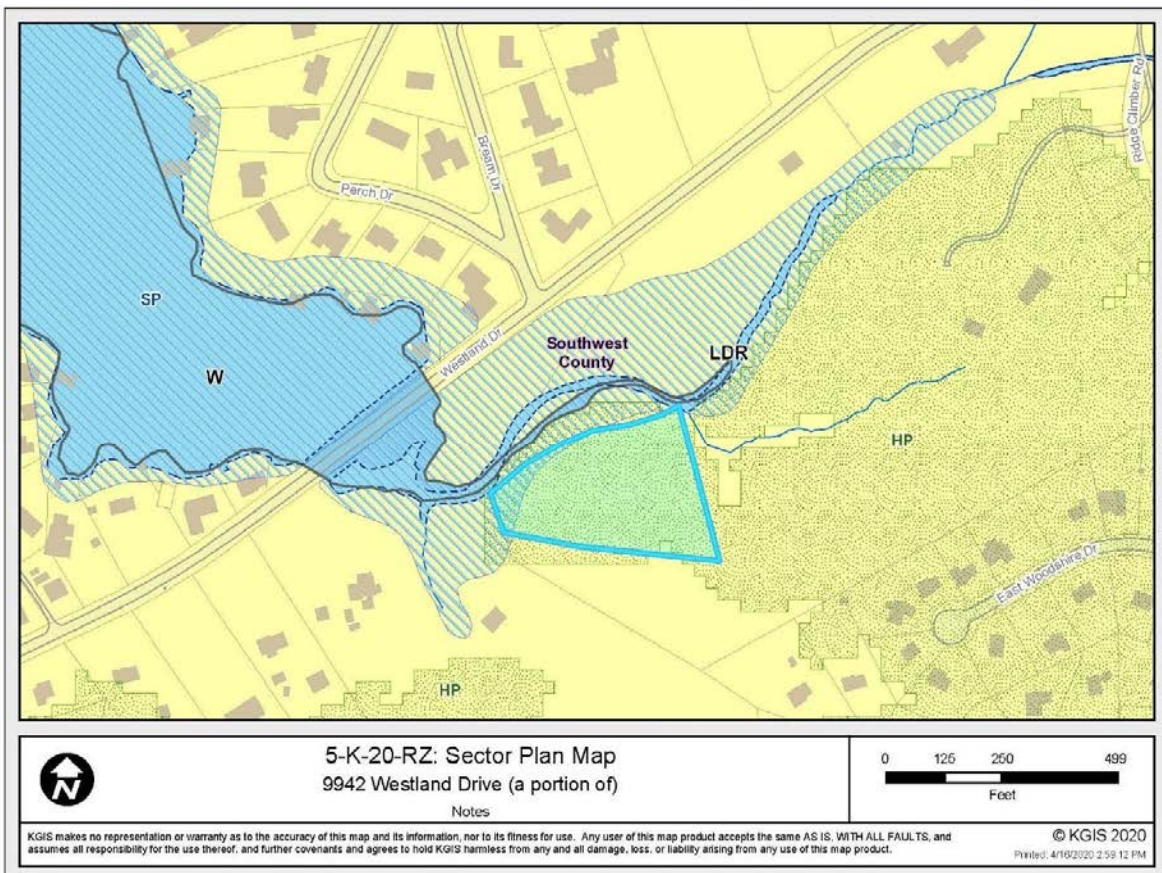 Ridge Climber Rd
Bream Dr
Perch Dr
SP
Westland Dr
Southwest
County
LDR
W
HP
East Woodshire Dr
HP
N
5-K-20-RZ: Sector Plan Map
9942 Westland Drive (a portion of)
Notes
0 125 250 499
Feet
KGIS makes no representation or warranty as to the accuracy of this map and its information, nor to its fitness for use. Any user of this map product accepts the same AS IS, WITH ALL FAULTS, and
assumes all responsibility for the use thereof, and further covenants and agrees to hold KGIS harmless from any and all damage, loss, or liability arising from any use of this map product.
© KGIS 2020
Printed: 4/16/2020 2:59:12 PM